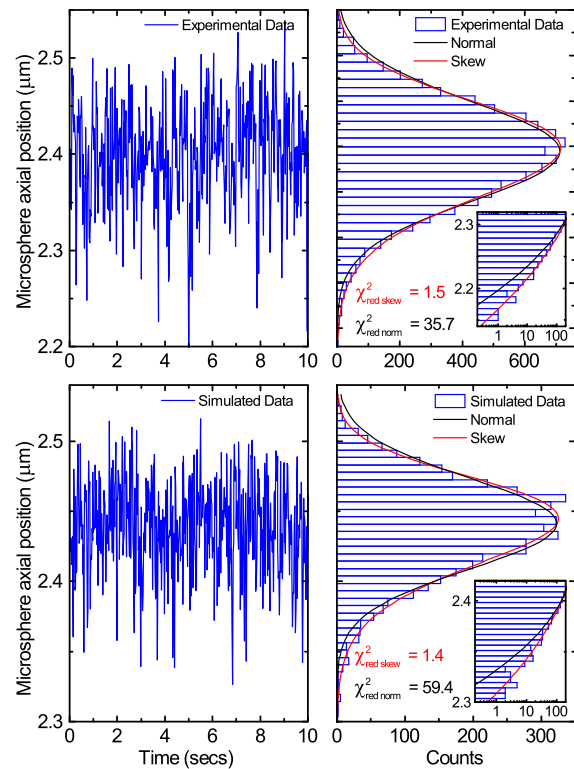 Experimental Data
Microsphere axial position (μm)
2.5
2.4
2.3
2.2
0 2 4 6 8 10
Experimental Data
Normal
Skew
χ²red skew = 1.5
χ²red norm = 35.7
2.3
2.2
1 10 100
0 200 400 600
Simulated Data
Microsphere axial position (μm)
2.5
2.4
2.3
0 2 4 6 8 10
Time (secs)
Simulated Data
Normal
Skew
χ²red skew = 1.4
χ²red norm = 59.4
2.4
2.3
1 10 100
0 100 200 300
Counts